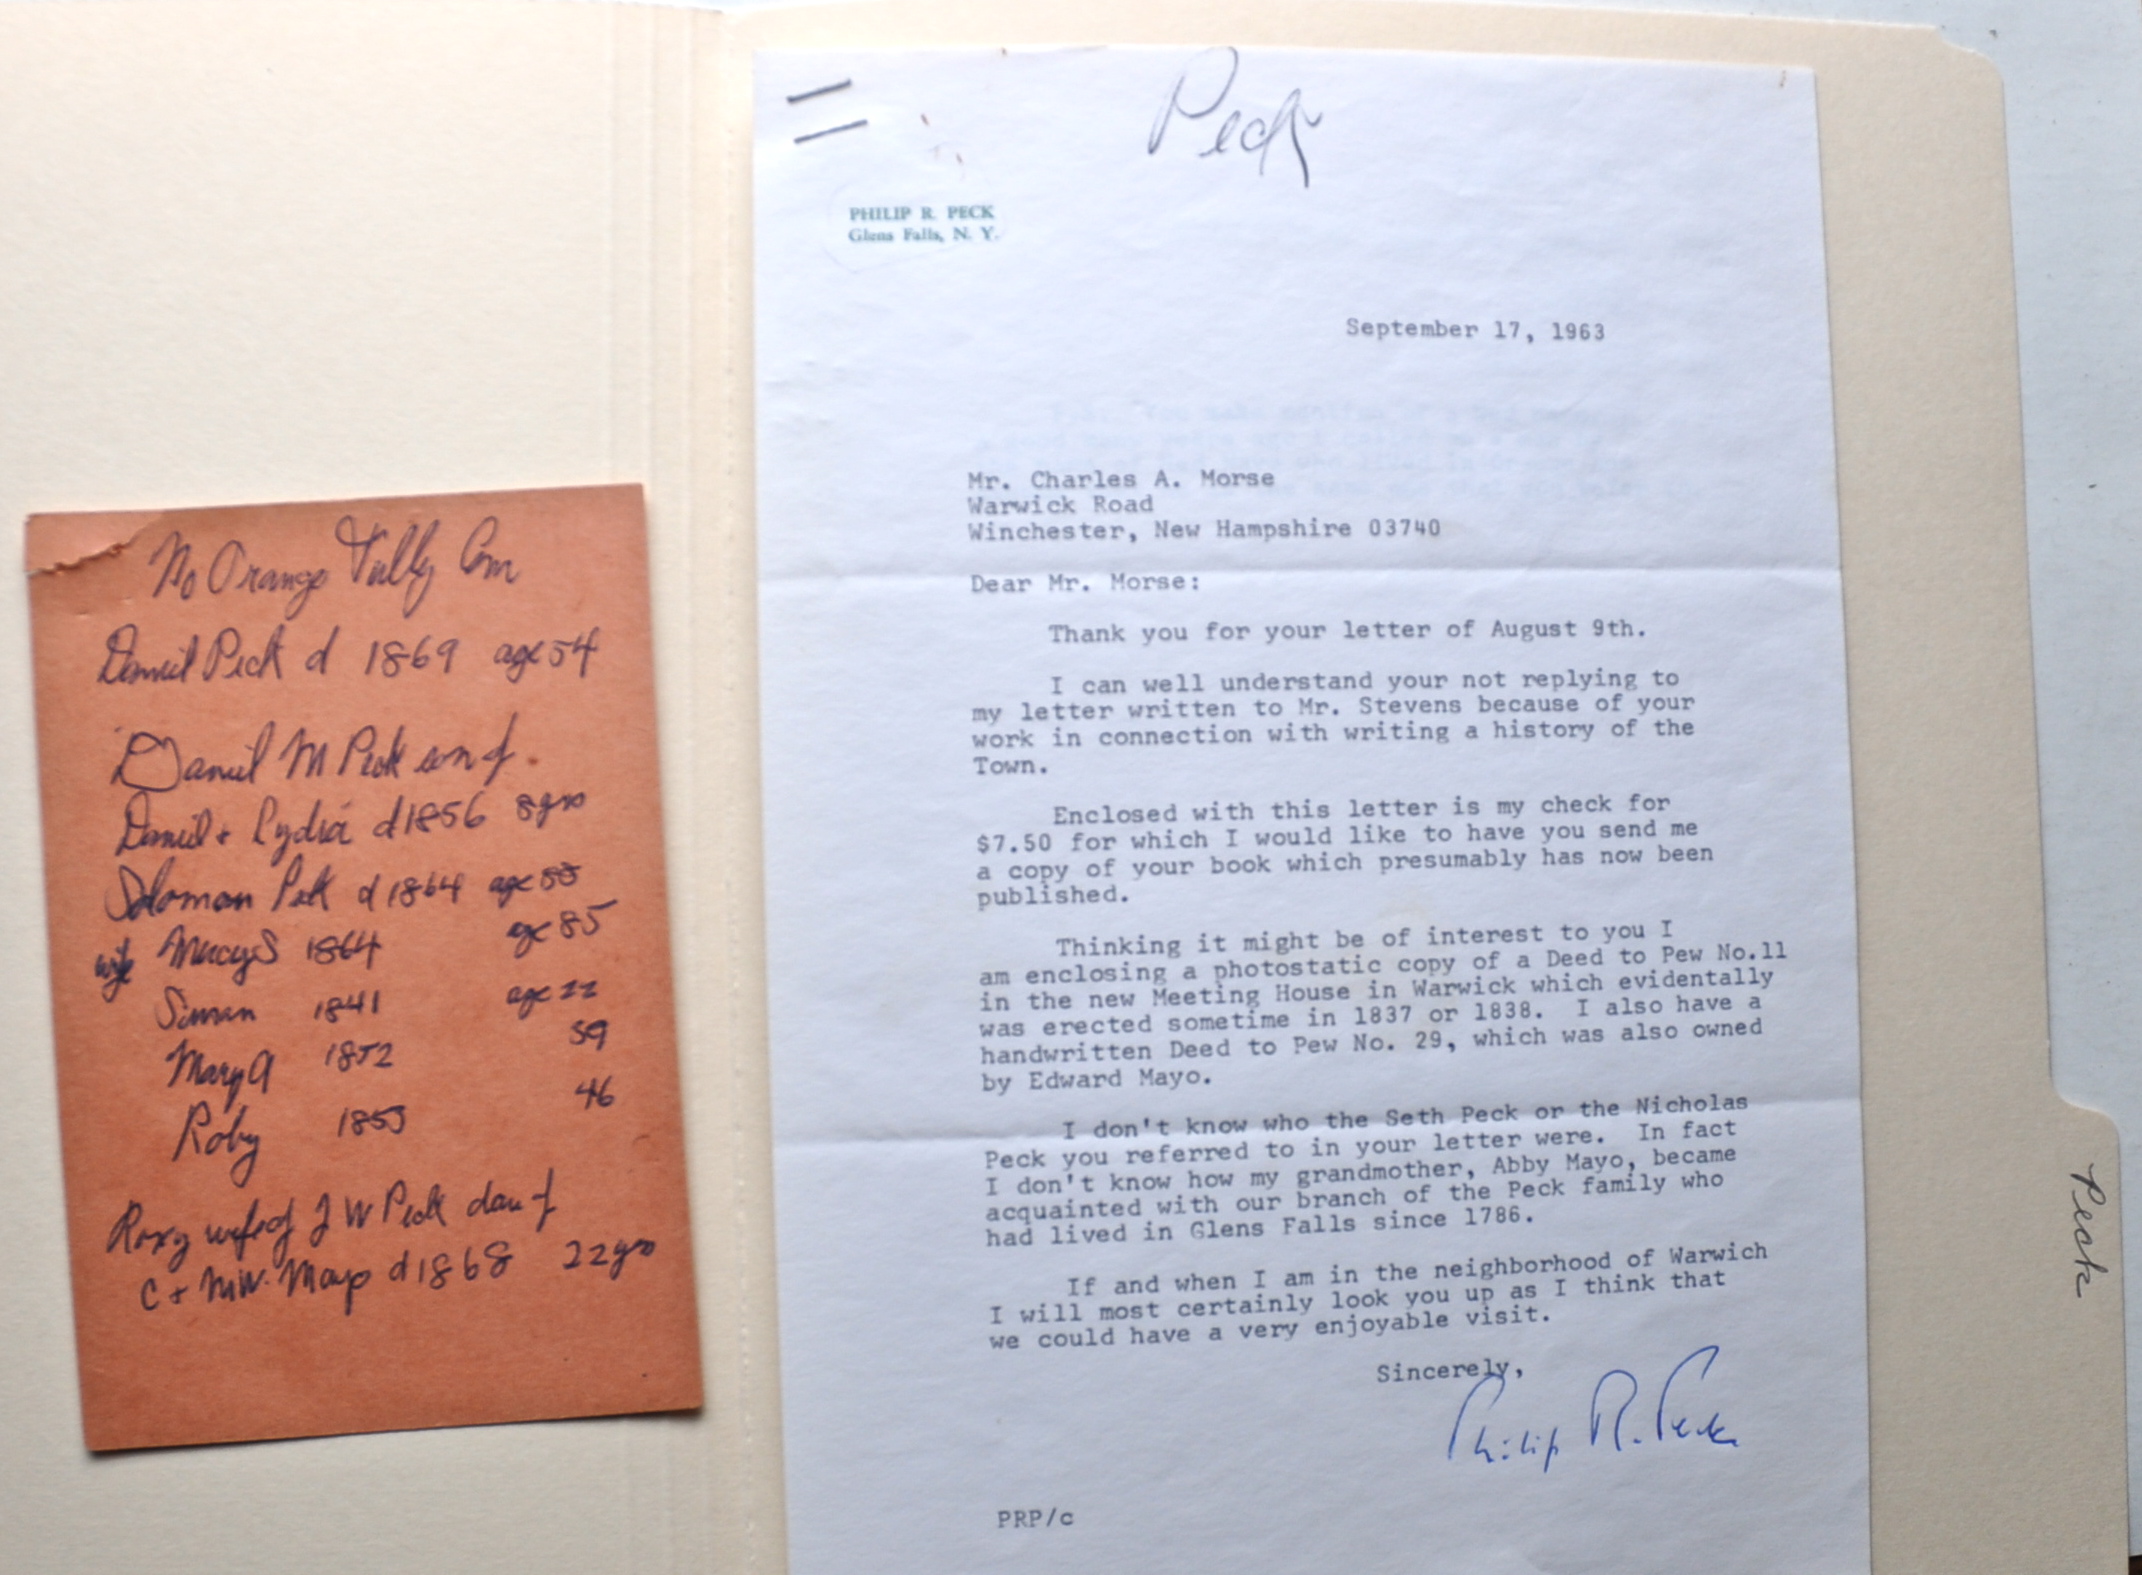 No Orange Tully Cem
Daniel Peck d 1869 age 54
Daniel M Peck son of
Daniel + Lydia d 1856 8 yrs
Solomon Peck d 1864 age
wife 1864 age 85
1841 age 22
Mary A 1852 59
Roby 1853 46
Roxy wife of J W Peck dau of
C + M.W. Mayo d 1868 22 yrs
Peck
PHILIP R. PECK
Glens Falls, N. Y.
September 17, 1963
Mr. Charles A. Morse
Warwick Road
Winchester, New Hampshire 03740
Dear Mr. Morse:
Thank you for your letter of August 9th.
I can well understand your not replying to
my letter written to Mr. Stevens because of your
work in connection with writing a history of the
Town.
Enclosed with this letter is my check for
$7.50 for which I would like to have you send me
a copy of your book which presumably has now been
published.
Thinking it might be of interest to you I
am enclosing a photostatic copy of a Deed to Pew No.11
in the new Meeting House in Warwick which evidentally
was erected sometime in 1837 or 1838. I also have a
handwritten Deed to Pew No. 29, which was also owned
by Edward Mayo.
I don't know who the Seth Peck or the Nicholas
Peck you referred to in your letter were. In fact
I don't know how my grandmother, Abby Mayo, became
acquainted with our branch of the Peck family who
had lived in Glens Falls since 1786.
If and when I am in the neighborhood of Warwich
I will most certainly look you up as I think that
we could have a very enjoyable visit.
Sincerely,
Philip R. Peck
PRP/c
Peck